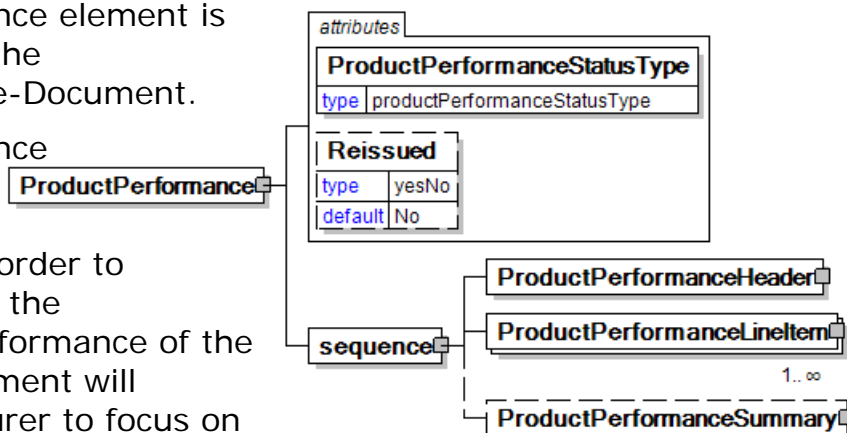 nce element is
he
e-Document.
nce
order to
the
formance of the
ment will
urer to focus on
attributes
ProductPerformanceStatusType
type productPerformanceStatusType
Reissued
type yesNo
default No
ProductPerformance
sequence
ProductPerformanceHeader
ProductPerformanceLineItem
1.. ∞
ProductPerformanceSummary